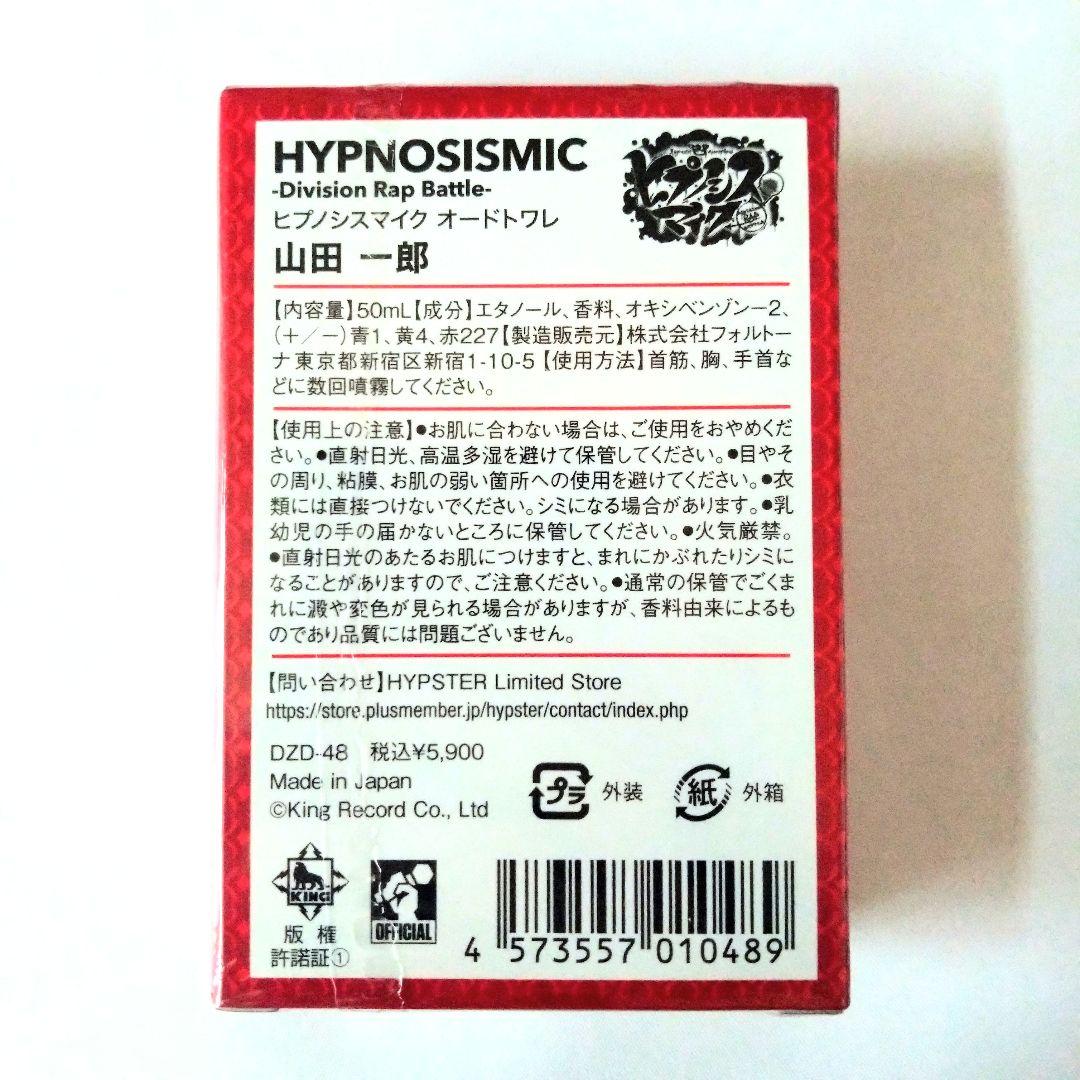 HYPNOSISMIC
-Division Rap Battle-
ヒプノシスマイク オードトワレ
山田 一郎
ヒプノシス
マイク
【内容量】50mL【成分】エタノール、香料、オキシベンゾン−2、
(+/−)青1、黄4、赤227【製造販売元】株式会社フォルトー
ナ東京都新宿区新宿1-10-5【使用方法】首筋、胸、手首な
どに数回噴霧してください。
【使用上の注意】●お肌に合わない場合は、ご使用をおやめくだ
さい。●直射日光、高温多湿を避けて保管してください。●目やそ
の周り、粘膜、お肌の弱い箇所への使用を避けてください。●衣
類には直接つけないでください。シミになる場合があります。●乳
幼児の手の届かないところに保管してください。●火気厳禁。
●直射日光のあたるお肌につけますと、まれにかぶれたりシミに
なることがありますので、ご注意ください。●通常の保管でごくま
れに澱や変色が見られる場合がありますが、香料由来によるも
のであり品質には問題ございません。
【問い合わせ】HYPSTER Limited Store
https://store.plusmember.jp/hypster/contact/index.php
DZD-48 税込¥5,900
Made in Japan
©King Record Co., Ltd
プラ 外装
紙 外箱
KING
版権
許諾証①
OFFICIAL
4 573557 010489